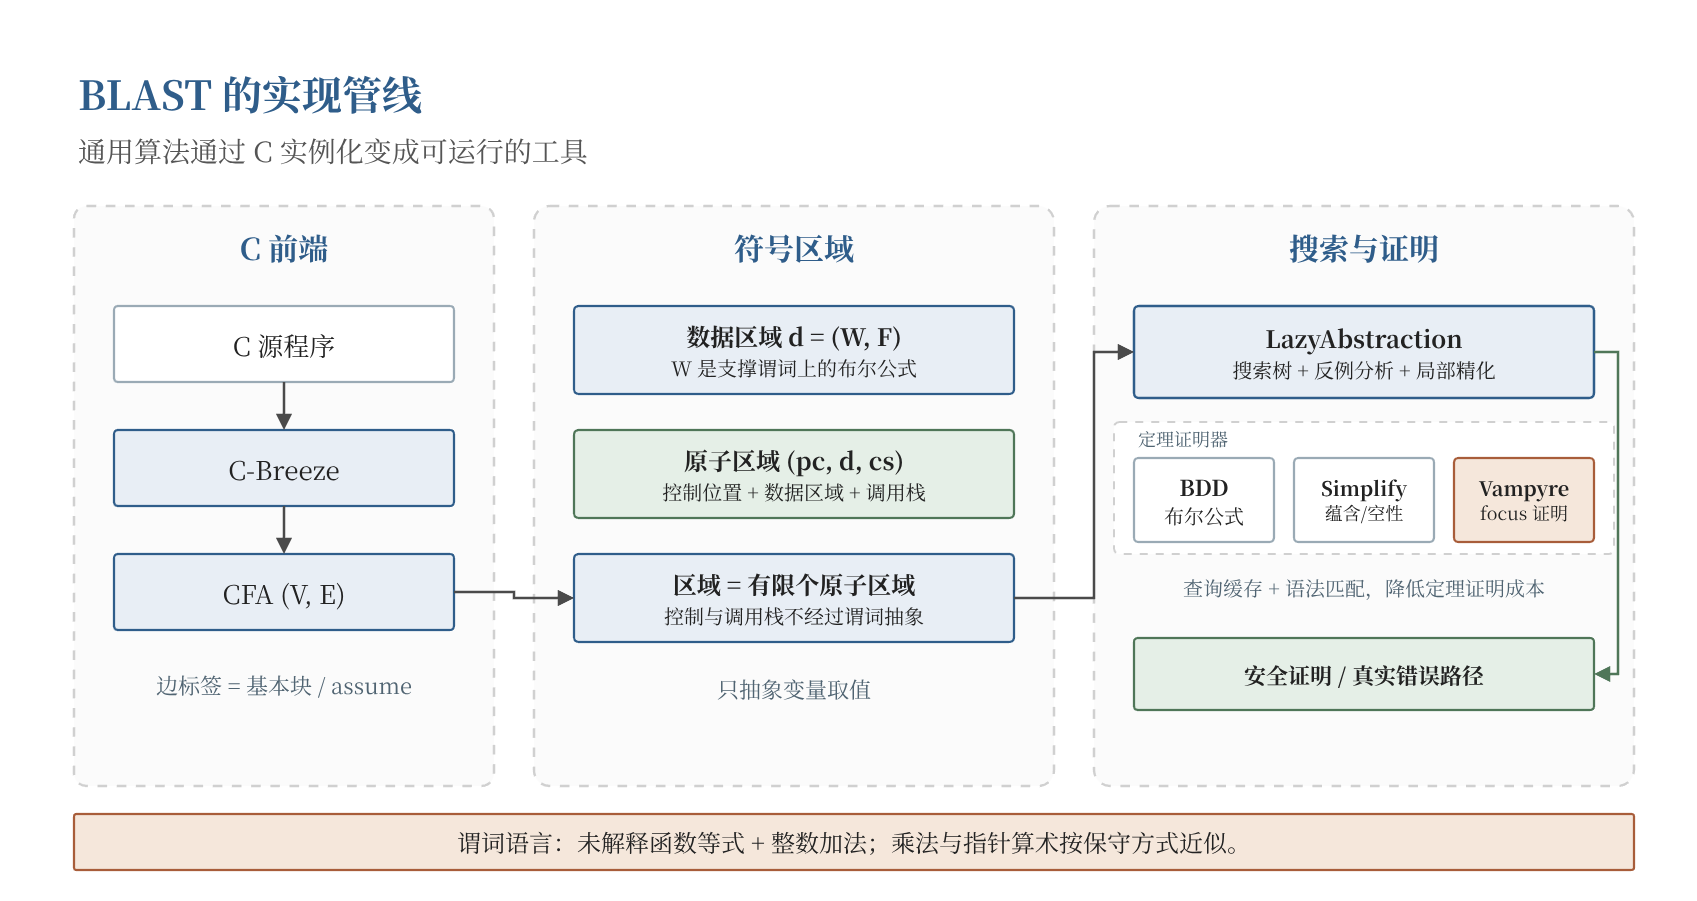 BLAST 的实现管线
通用算法通过 C 实例化变成可运行的工具
C 前端
C 源程序
C-Breeze
CFA (V, E)
边标签 = 基本块 / assume
符号区域
数据区域 d = (W, F)
W 是支撑谓词上的布尔公式
原子区域 (pc, d, cs)
控制位置 + 数据区域 + 调用栈
区域 = 有限个原子区域
控制与调用栈不经过谓词抽象
只抽象变量取值
搜索与证明
LazyAbstraction
搜索树 + 反例分析 + 局部精化
定理证明器
BDD
布尔公式
Simplify
蕴含/空性
Vampyre
focus 证明
查询缓存 + 语法匹配，降低定理证明成本
安全证明 / 真实错误路径
谓词语言：未解释函数等式 + 整数加法；乘法与指针算术按保守方式近似。